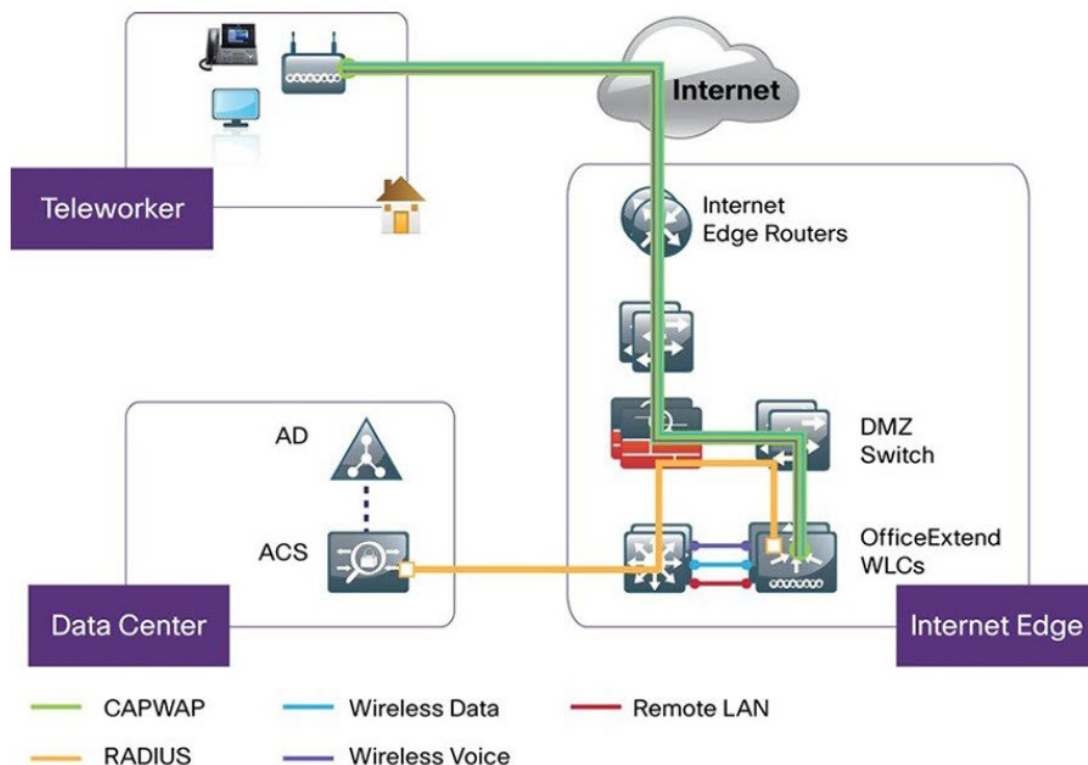 Internet
Teleworker
Internet
Edge Routers
AD
DMZ
Switch
ACS
OfficeExtend
WLCs
Data Center
Internet Edge
CAPWAP
Wireless Data
Remote LAN
RADIUS
Wireless Voice